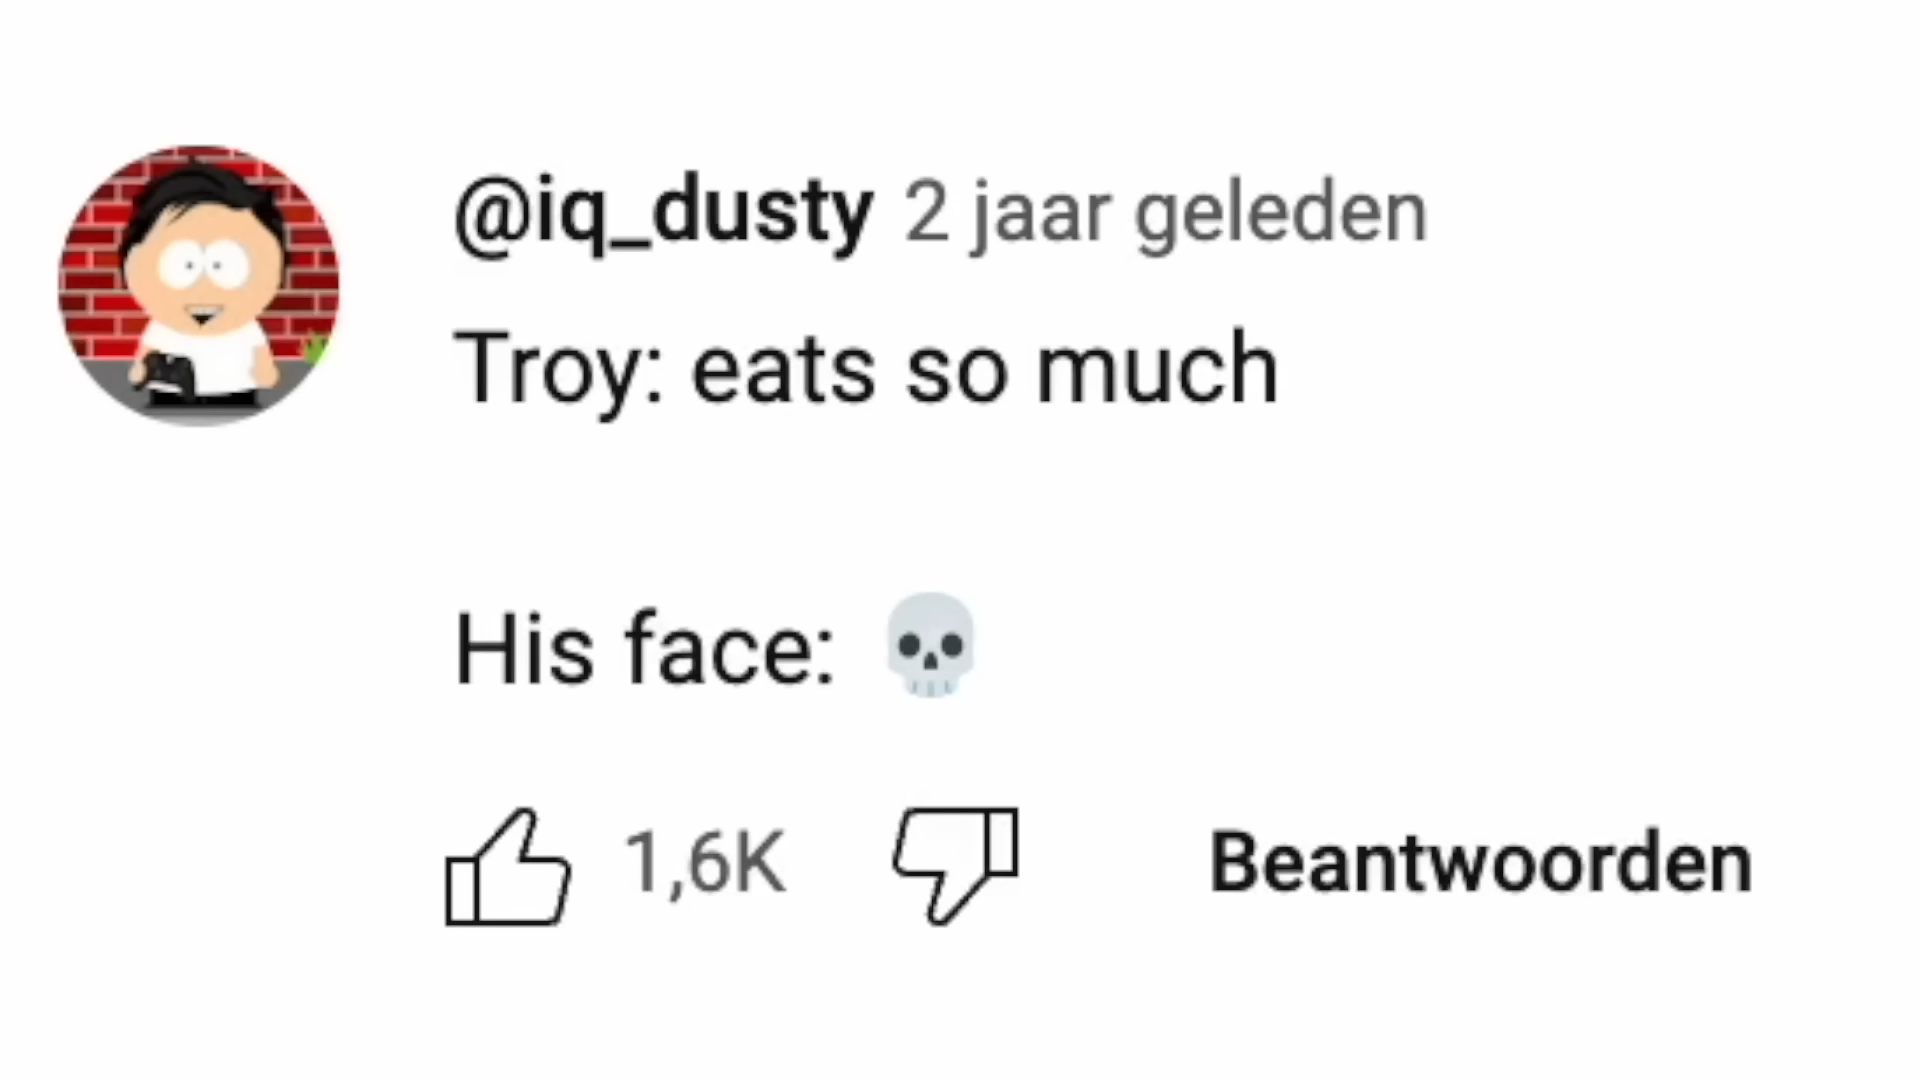 @iq_dusty 2 jaar geleden
Troy: eats so much
His face: 💀
1,6K
Beantwoorden